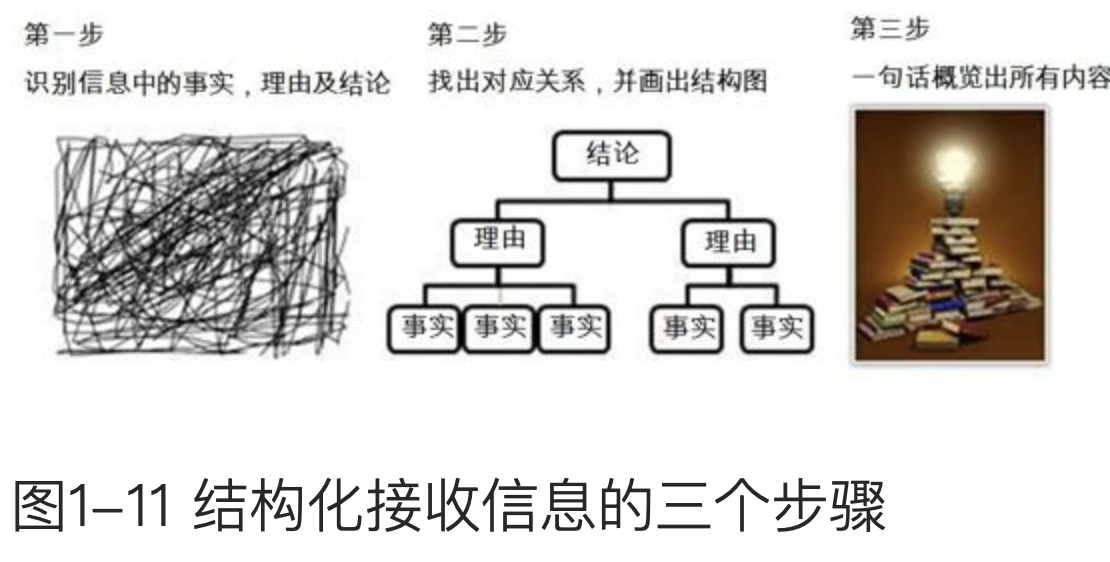 第一步
识别信息中的事实，理由及结论
第二步
找出对应关系，并画出结构图
结论
理由 理由
事实 事实 事实 事实 事实
第三步
一句话概览出所有内容
图1–11 结构化接收信息的三个步骤